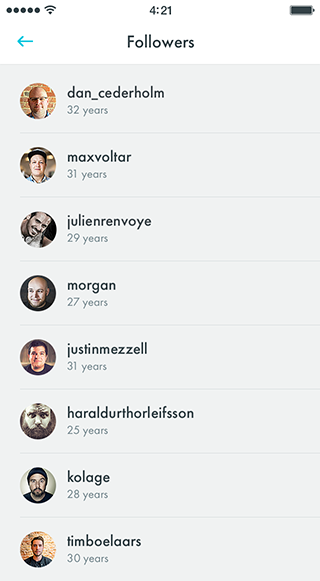 4:21
Followers
dan_cederholm
32 years
maxvoltar
31 years
julienrenvoye
29 years
morgan
27 years
justinmezzell
31 years
haraldurthorleifsson
25 years
kolage
28 years
timboelaars
30 years